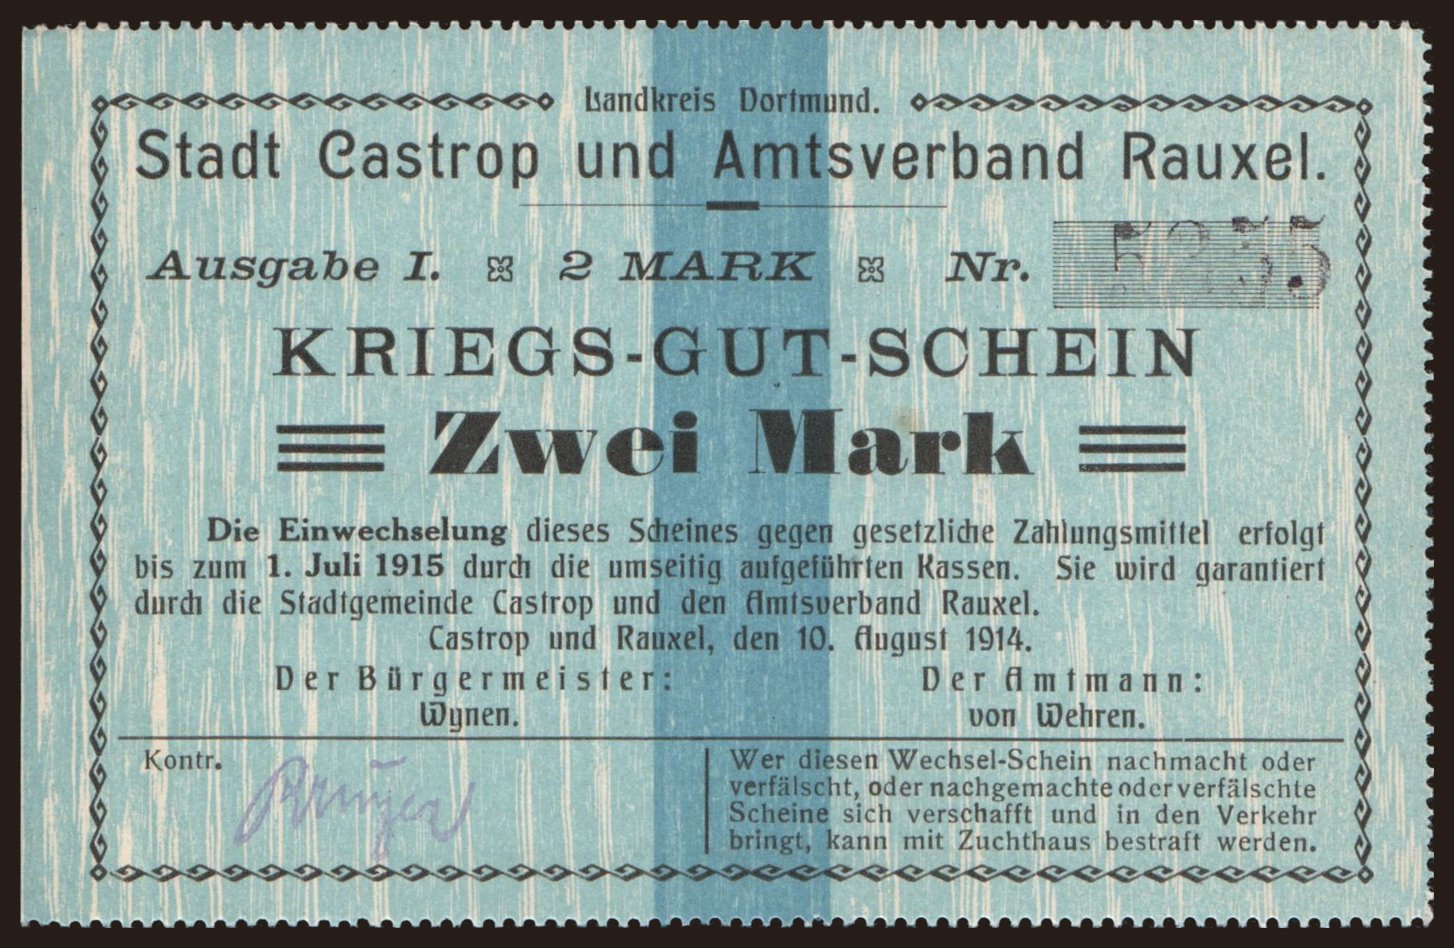 Landkreis Dortmund.
Stadt Castrop und Amtsverband Rauxel.
Ausgabe I. 2 MARK Nr. 5355
KRIEGS-GUT-SCHEIN
Zwei Mark
Die Einwechselung dieses Scheines gegen gesetzliche Zahlungsmittel erfolgt
bis zum 1. Juli 1915 durch die umseitig aufgeführten Kassen. Sie wird garantiert
durch die Stadtgemeinde Castrop und den Amtsverband Rauxel.
Castrop und Rauxel, den 10. August 1914.
Der Bürgermeister: Der Amtmann:
Wynen. von Wehren.
Kontr.
Wer diesen Wechsel-Schein nachmacht oder
verfälscht, oder nachgemachte oder verfälschte
Scheine sich verschafft und in den Verkehr
bringt, kann mit Zuchthaus bestraft werden.